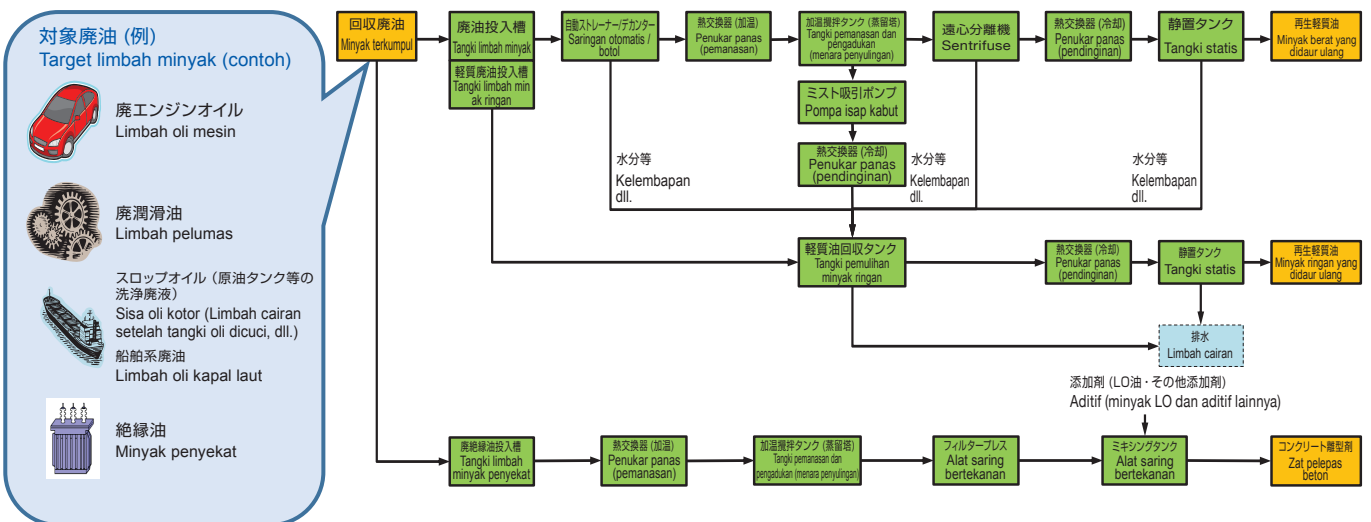 対象廃油 (例)
Target limbah minyak (contoh)
廃エンジンオイル
Limbah oli mesin
廃潤滑油
Limbah pelumas
スロップオイル（原油タンク等の
洗浄廃液）
Sisa oli kotor (Limbah cairan
setelah tangki oli dicuci, dll.)
船舶系廃油
Limbah oli kapal laut
絶縁油
Minyak penyekat
回収廃油
Minyak terkumpul
廃油投入槽
Tangki limbah minyak
軽質廃油投入槽
Tangki limbah min
ak ringan
自動ストレーナー/デカンター
Saringan otomatis /
botol
熱交換器 (加温)
Penukar panas
(pemanasan)
加温攪拌タンク (蒸留塔)
Tangki pemanasan dan
pengadukan
(menara penyulingan)
遠心分離機
Sentrifuse
熱交換器 (冷却)
Penukar panas
(pendinginan)
静置タンク
Tangki statis
再生軽質油
Minyak berat yang
didaur ulang
ミスト吸引ポンプ
Pompa isap kabut
熱交換器 (冷却)
Penukar panas
(pendinginan)
水分等
Kelembapan
dll.
水分等
Kelembapan
dll.
水分等
Kelembapan
dll.
軽質油回収タンク
Tangki pemulihan
minyak ringan
熱交換器 (冷却)
Penukar panas
(pendinginan)
静置タンク
Tangki statis
再生軽質油
Minyak ringan yang
didaur ulang
排水
Limbah cairan
添加剤 (LO油・その他添加剤)
Aditif (minyak LO dan aditif lainnya)
廃絶縁油投入槽
Tangki limbah
minyak penyekat
熱交換器 (加温)
Penukar panas
(pemanasan)
加温攪拌タンク (蒸留塔)
Tangki pemanasan dan
pengadukan (menara penyulingan)
フィルタープレス
Alat saring
bertekanan
ミキシングタンク
Alat saring
bertekanan
コンクリート離型剤
Zat pelepas
beton